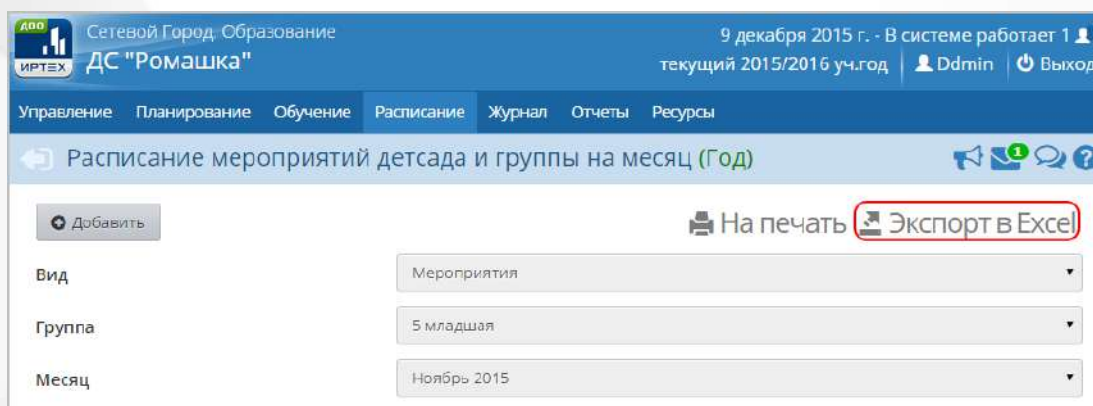 ДОО
ИРТЕХ
Сетевой Город. Образование
ДС "Ромашка"
9 декабря 2015 г. - В системе работает 1
текущий 2015/2016 уч.год Ddmin Выход
Управление Планирование Обучение Расписание Журнал Отчеты Ресурсы
Расписание мероприятий детсада и группы на месяц (Год)
1
Добавить
На печать Экспорт в Excel
Вид Мероприятия
Группа 5 младшая
Месяц Ноябрь 2015